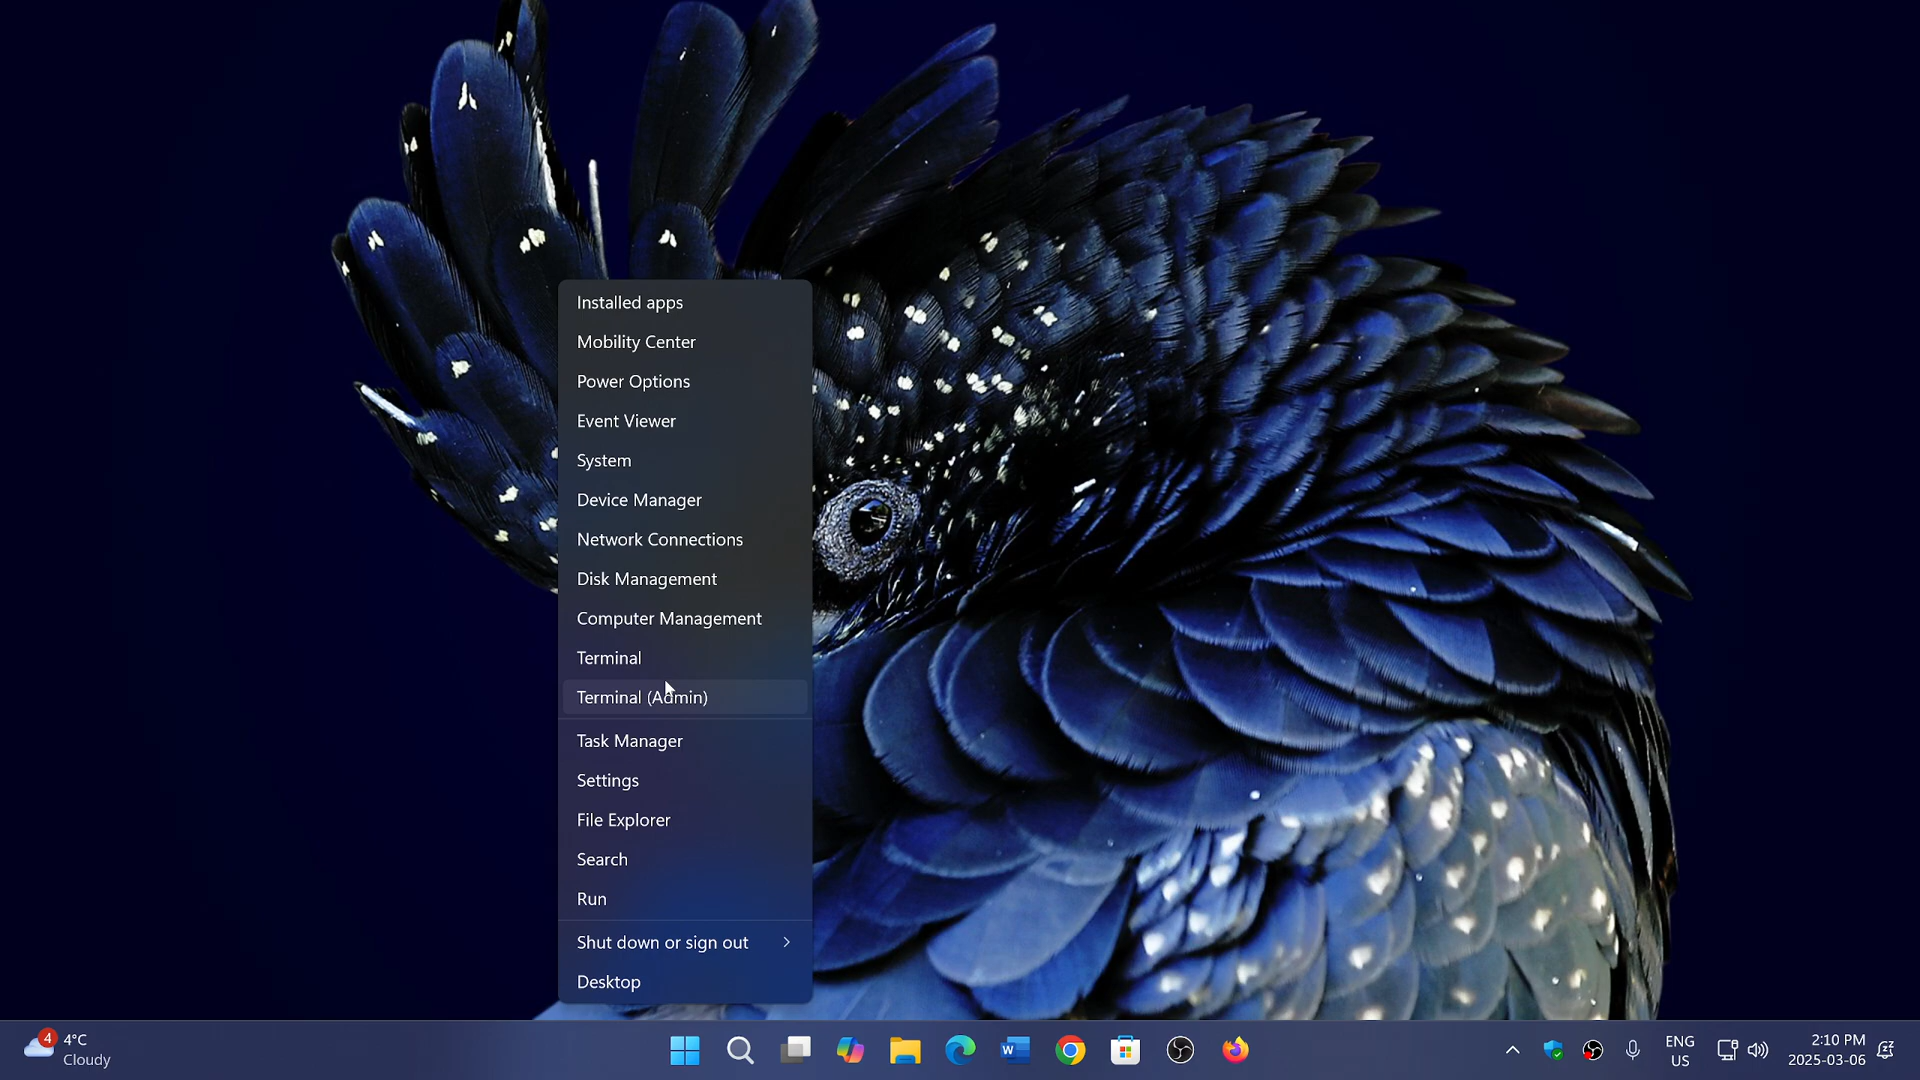 Installed apps
Mobility Center
Power Options
Event Viewer
System
Device Manager
Network Connections
Disk Management
Computer Management
Terminal
Terminal (Admin)
Task Manager
Settings
File Explorer
Search
Run
Shut down or sign out
Desktop
4
4°C
Cloudy
W
ENG
US
2:10 PM
2025-03-06